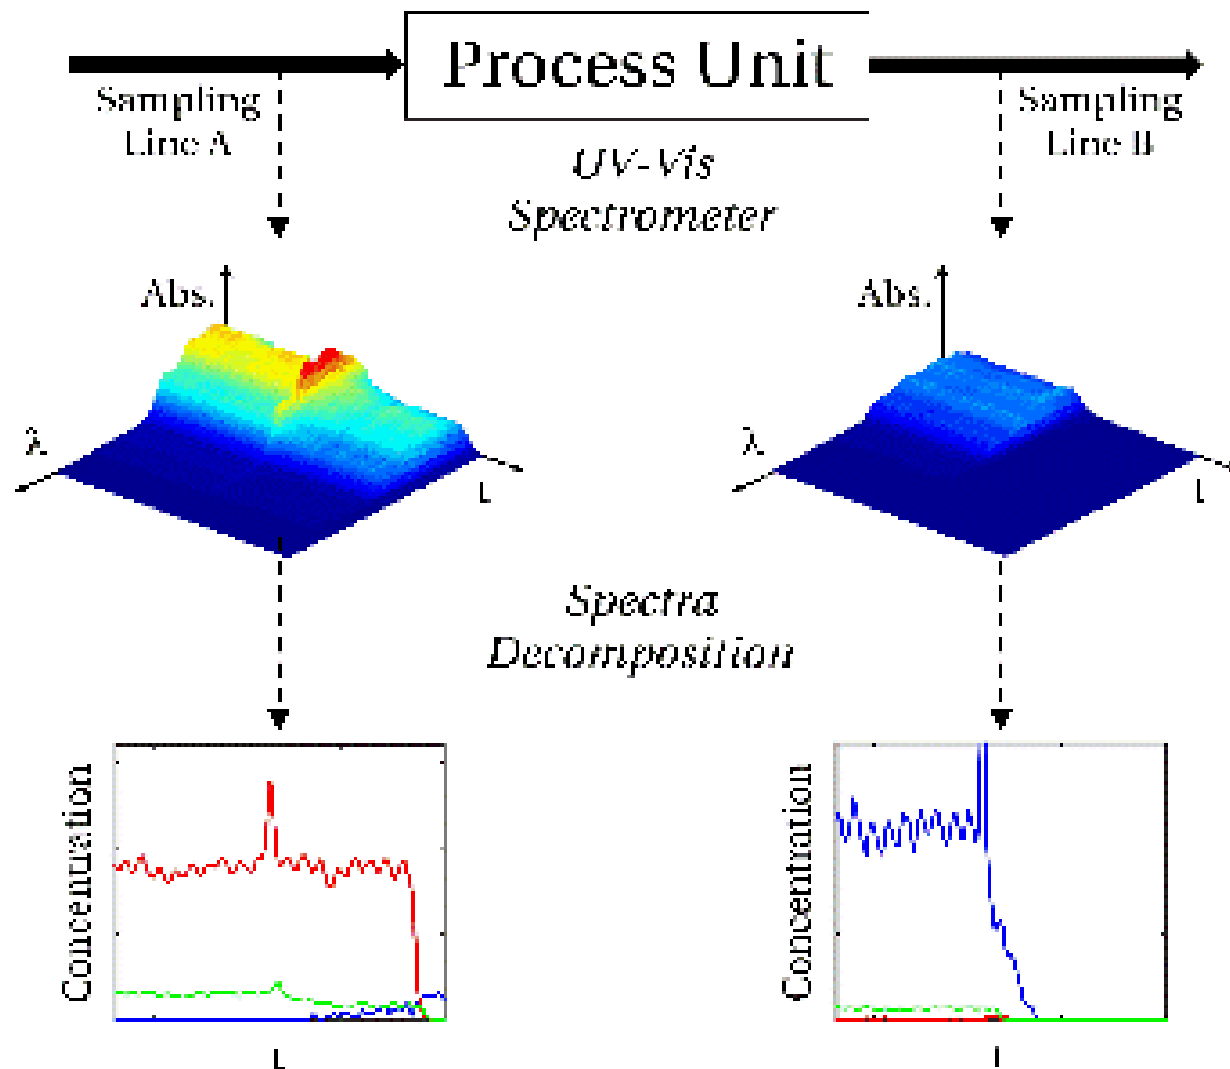 Process Unit
Sampling
Line A
Sampling
Line B
UV-Vis
Spectrometer
Abs.
Abs.
λ
t
λ
t
Spectra
Decomposition
Concentration
Concentration
t
t